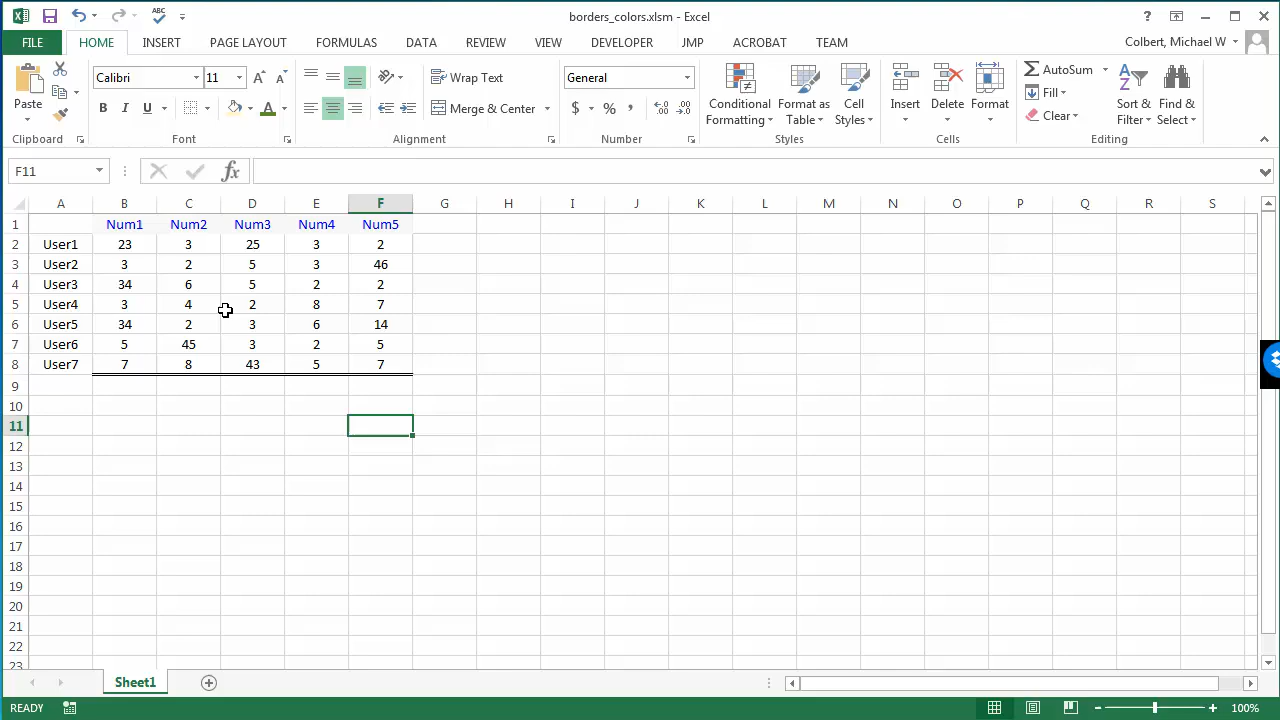 ABC
borders_colors.xlsm - Excel
?
FILE HOME INSERT PAGE LAYOUT FORMULAS DATA REVIEW VIEW DEVELOPER JMP ACROBAT TEAM
Colbert, Michael W
Paste
Calibri 11
B I U A
Wrap Text
Merge & Center
General
$ % ,
Conditional Formatting
Format as Table
Cell Styles
Insert Delete Format
AutoSum
Fill
Clear
Sort & Filter
Find & Select
Clipboard Font Alignment Number Styles Cells Editing
F11 fx
A B C D E F G H I J K L M N O P Q R S
1 Num1 Num2 Num3 Num4 Num5
2 User1 23 3 25 3 2
3 User2 3 2 5 3 46
4 User3 34 6 5 2 2
5 User4 3 4 2 8 7
6 User5 34 2 3 6 14
7 User6 5 45 3 2 5
8 User7 7 8 43 5 7
9
10
11
12
13
14
15
16
17
18
19
20
21
22
23
Sheet1
READY 100%